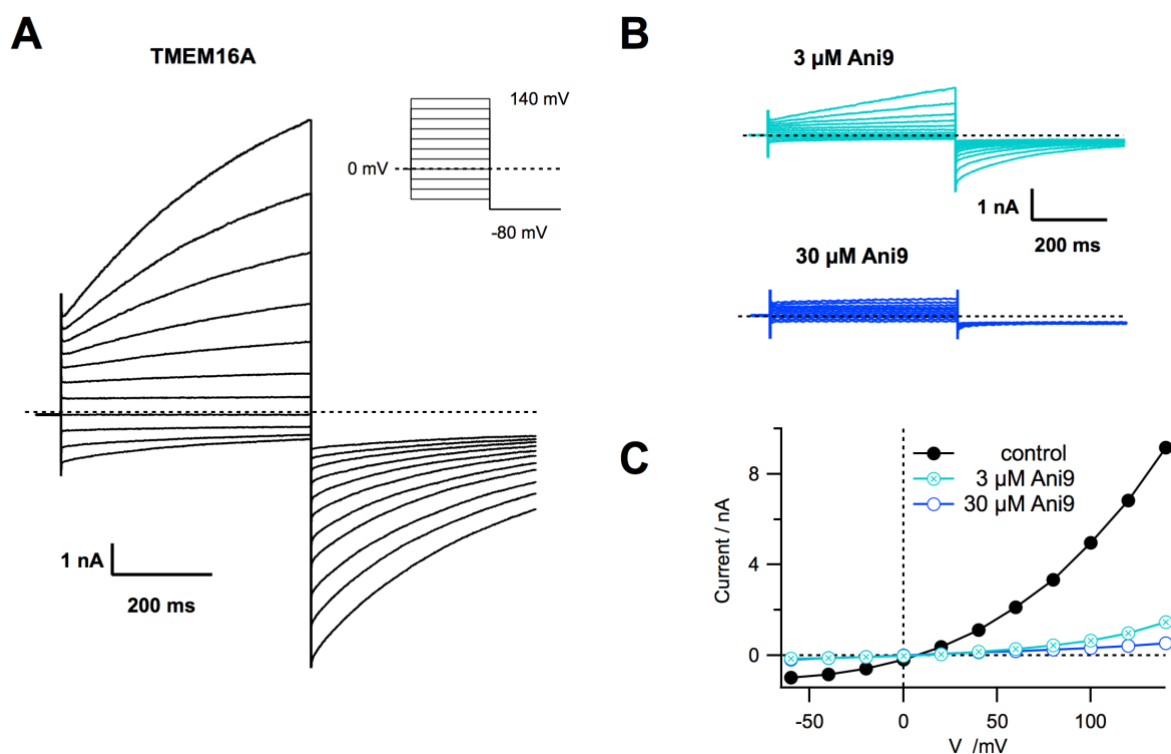 A
TMEM16A
140 mV
0 mV
-80 mV
1 nA
200 ms
B
3 µM Ani9
1 nA
200 ms
30 µM Ani9
C
control
3 µM Ani9
30 µM Ani9
8
4
0
Current / nA
-50
0
50
100
V /mV